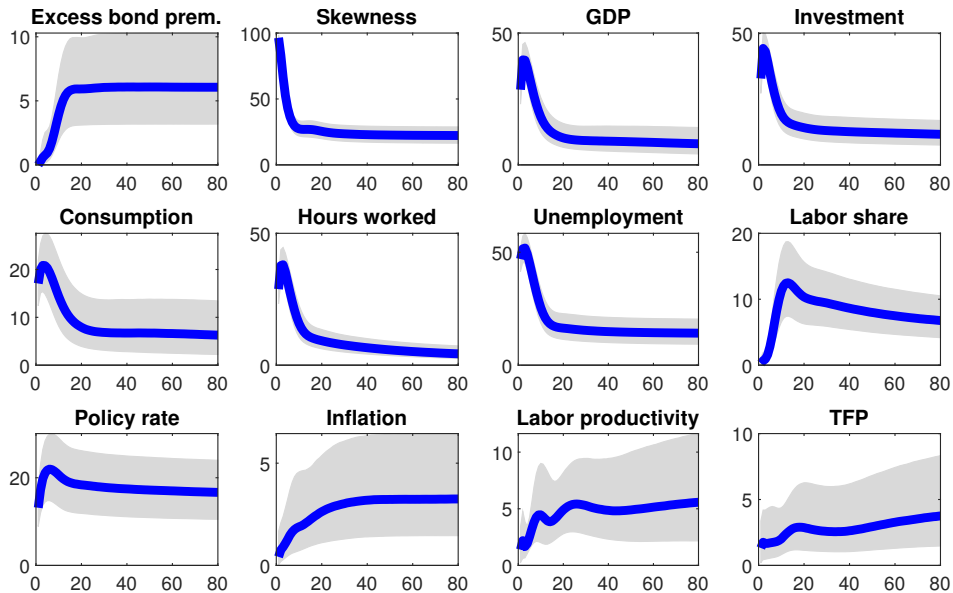 Excess bond prem.
10
5
0
0 20 40 60 80
Skewness
100
50
0
0 20 40 60 80
GDP
50
0
0 20 40 60 80
Investment
50
0
0 20 40 60 80
Consumption
20
10
0
0 20 40 60 80
Hours worked
50
0
0 20 40 60 80
Unemployment
50
0
0 20 40 60 80
Labor share
20
10
0
0 20 40 60 80
Policy rate
20
0
0 20 40 60 80
Inflation
5
0
0 20 40 60 80
Labor productivity
10
5
0
0 20 40 60 80
TFP
10
5
0
0 20 40 60 80